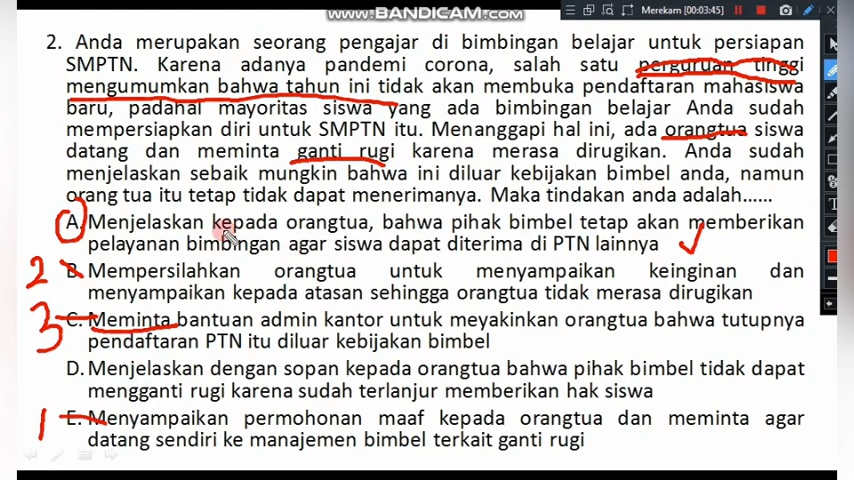 www.BANDICAM.com
Merekam [00:03:45]
2. Anda merupakan seorang pengajar di bimbingan belajar untuk persiapan
SMPTN. Karena adanya pandemi corona, salah satu perguruan tinggi
mengumumkan bahwa tahun ini tidak akan membuka pendaftaran mahasiswa
baru, padahal mayoritas siswa yang ada bimbingan belajar Anda sudah
mempersiapkan diri untuk SMPTN itu. Menanggapi hal ini, ada orangtua siswa
datang dan meminta ganti rugi karena merasa dirugikan. Anda sudah
menjelaskan sebaik mungkin bahwa ini diluar kebijakan bimbel anda, namun
orang tua itu tetap tidak dapat menerimanya. Maka tindakan anda adalah......
A. Menjelaskan kepada orangtua, bahwa pihak bimbel tetap akan memberikan
pelayanan bimbingan agar siswa dapat diterima di PTN lainnya
2 B. Mempersilahkan orangtua untuk menyampaikan keinginan dan
menyampaikan kepada atasan sehingga orangtua tidak merasa dirugikan
3 C. Meminta bantuan admin kantor untuk meyakinkan orangtua bahwa tutupnya
pendaftaran PTN itu diluar kebijakan bimbel
D. Menjelaskan dengan sopan kepada orangtua bahwa pihak bimbel tidak dapat
mengganti rugi karena sudah terlanjur memberikan hak siswa
1 E. Menyampaikan permohonan maaf kepada orangtua dan meminta agar
datang sendiri ke manajemen bimbel terkait ganti rugi